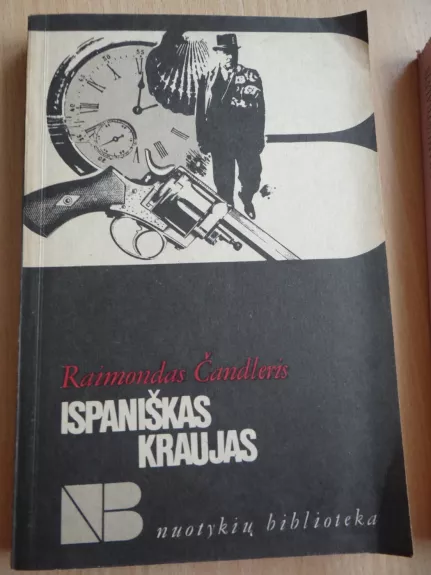 Raimondas Čandleris
ISPANIŠKAS
KRAUJAS
NB
nuotykių biblioteka